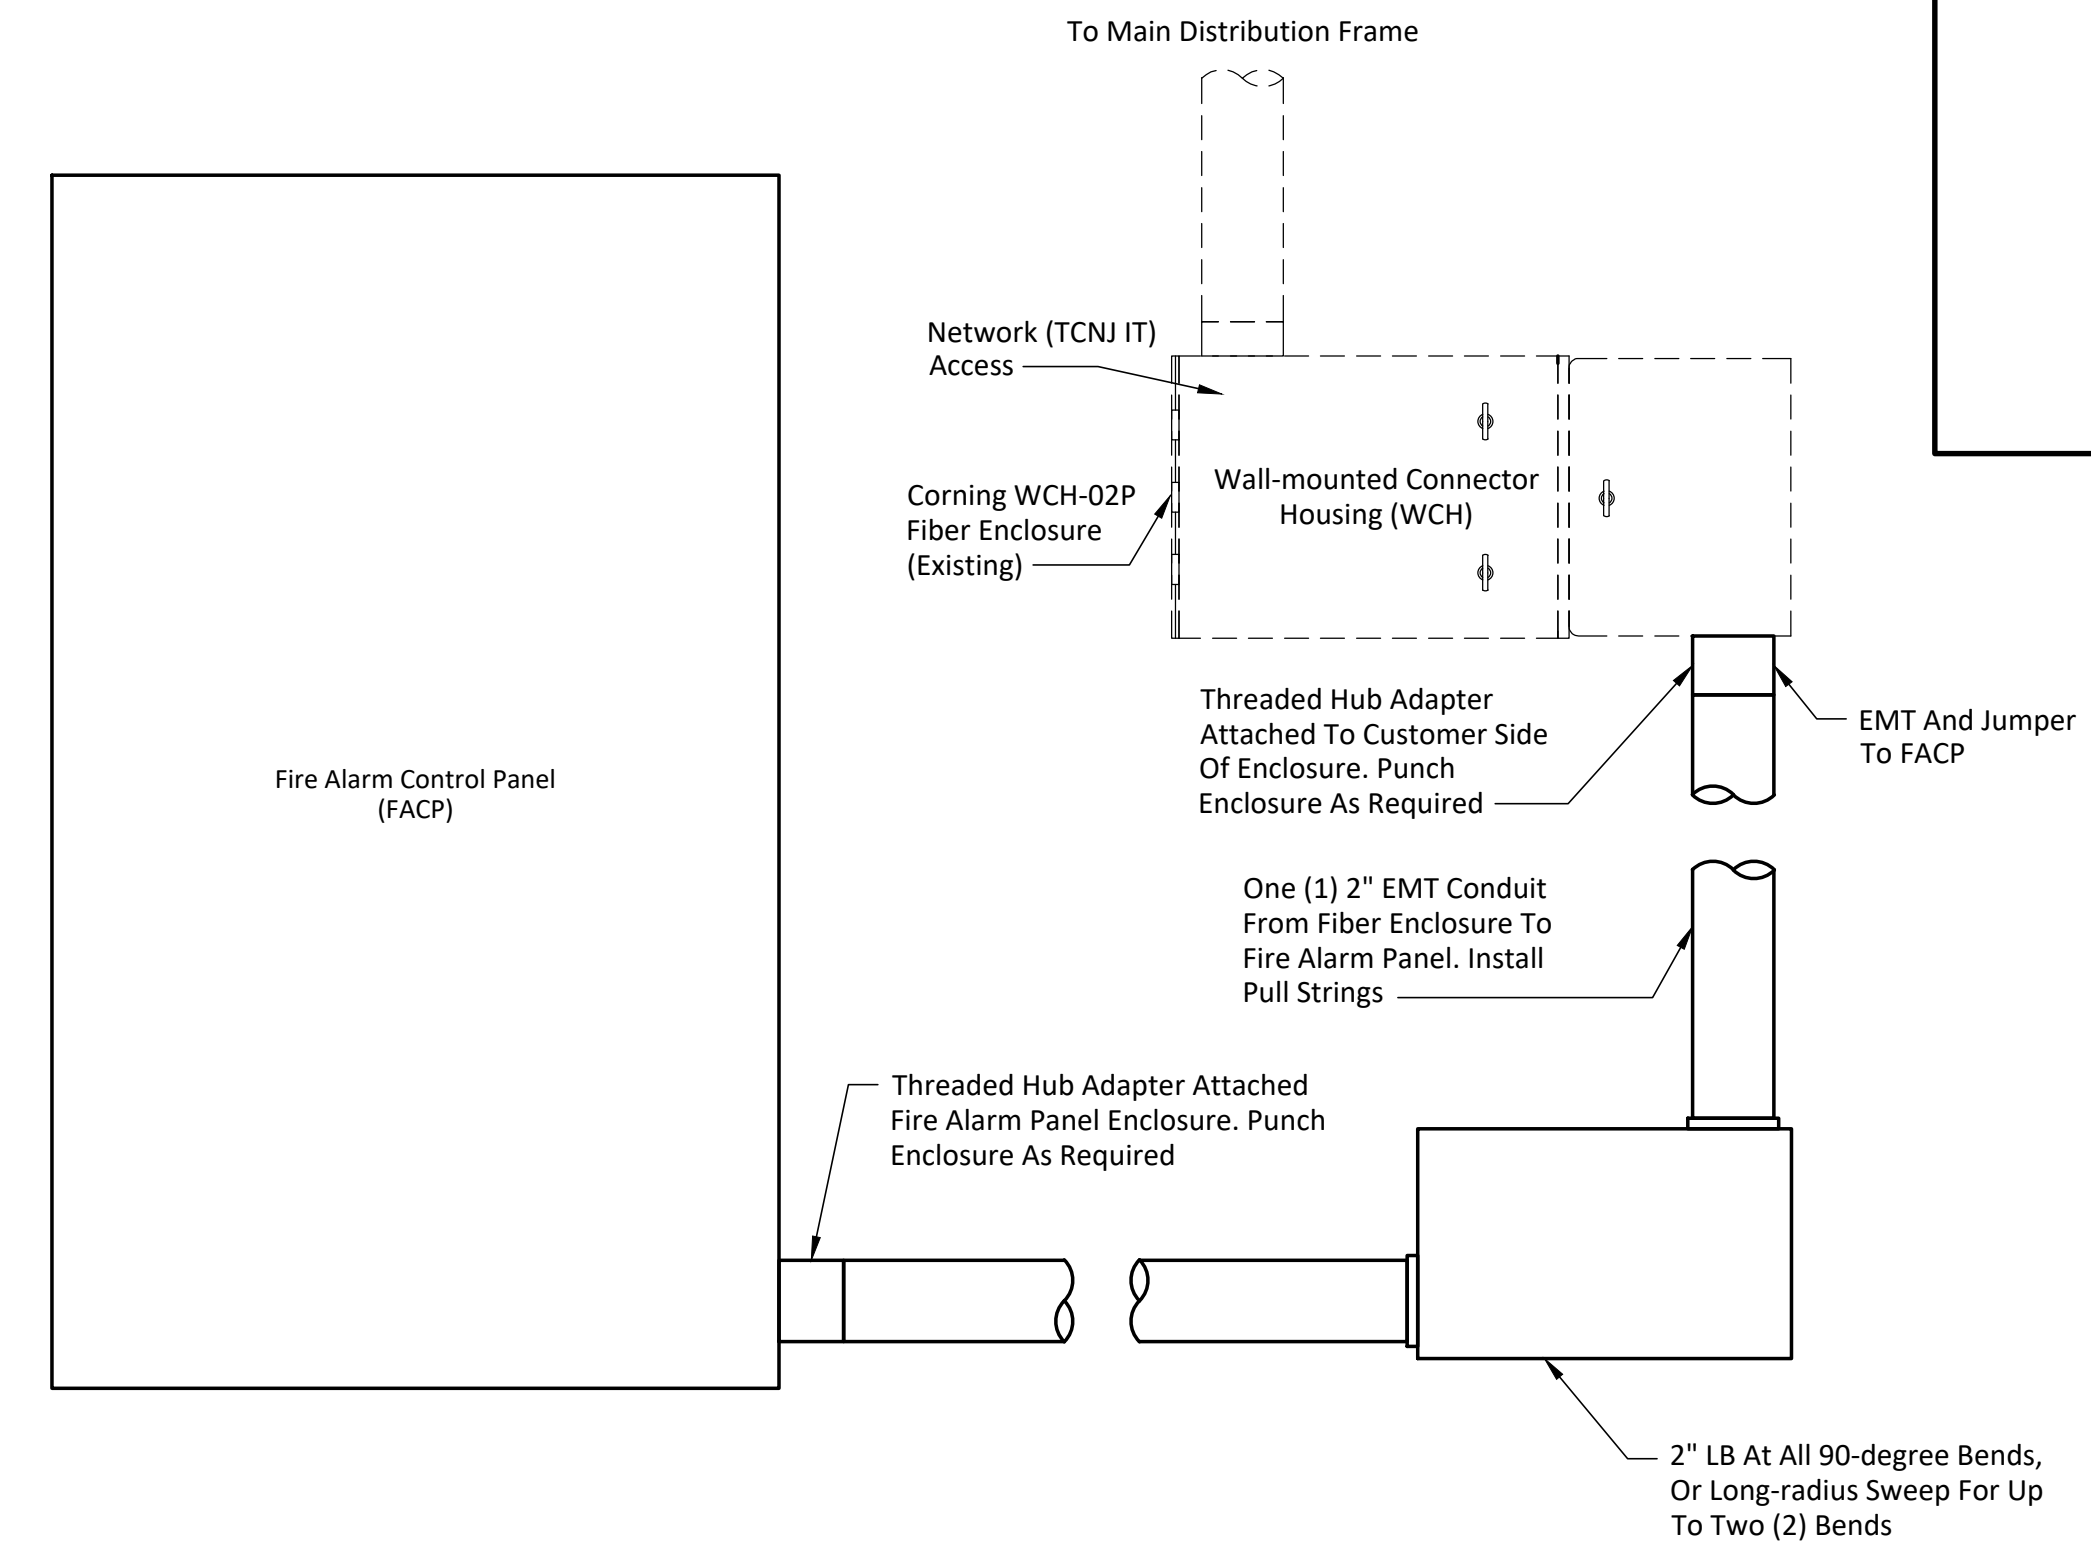 To Main Distribution Frame
Network (TCNJ IT)
Access
Corning WCH-02P
Fiber Enclosure
(Existing)
Wall-mounted Connector
Housing (WCH)
Threaded Hub Adapter
Attached To Customer Side
Of Enclosure. Punch
Enclosure As Required
EMT And Jumper
To FACP
Fire Alarm Control Panel
(FACP)
One (1) 2" EMT Conduit
From Fiber Enclosure To
Fire Alarm Panel. Install
Pull Strings
Threaded Hub Adapter Attached
Fire Alarm Panel Enclosure. Punch
Enclosure As Required
2" LB At All 90-degree Bends,
Or Long-radius Sweep For Up
To Two (2) Bends